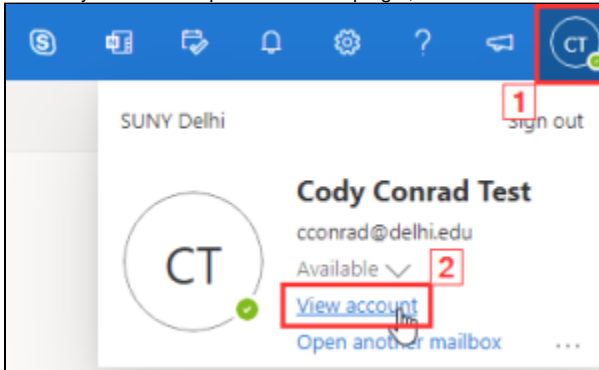 S ? CT
1
SUNY Delhi Sign out
Cody Conrad Test
cconrad@delhi.edu
CT
Available 2
View account
Open another mailbox ...